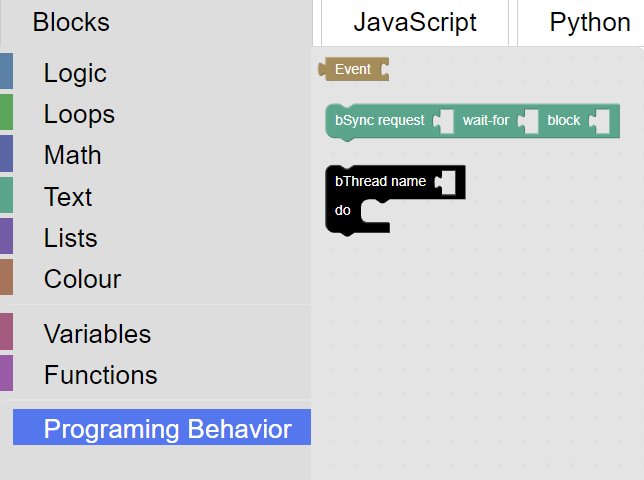 Blocks JavaScript Python
Logic
Loops
Math
Text
Lists
Colour
Variables
Functions
Programing Behavior
Event
bSync request wait-for block
bThread name
do